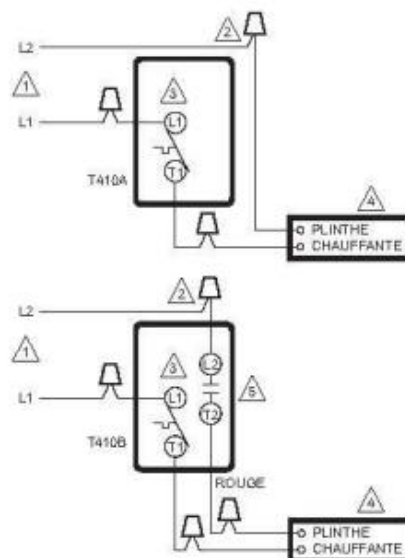 2
L2
1
3
L1
L1
T1
T410A
4
PLINTHE
CHAUFFANTE
2
L2
1
3
L2
5
L1
L1
T2
T410B
T1
ROUGE
4
PLINTHE
CHAUFFANTE